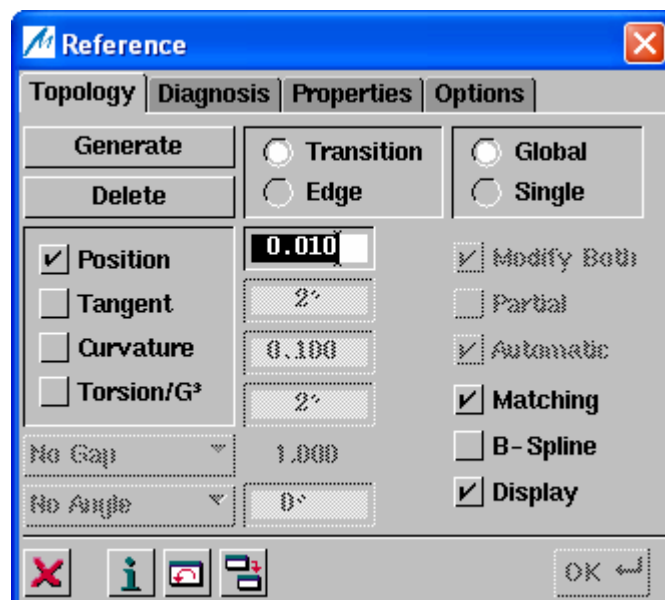 Reference
Topology Diagnosis Properties Options
Generate Transition Global
Delete Edge Single
Position 0.010 Modify Both
Tangent 2° Partial
Curvature 0.100 Automatic
Torsion/G³ 2° Matching
No Gap 1.000 B-Spline
No Angle 0° Display
OK